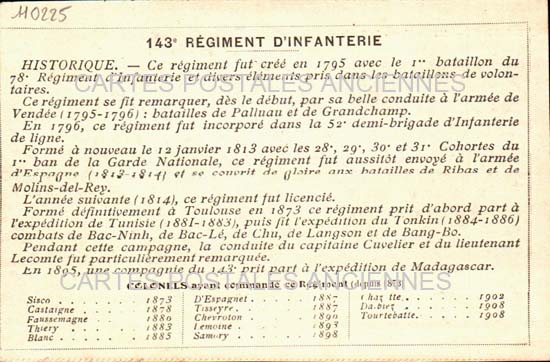 110225
143e RÉGIMENT D'INFANTERIE
HISTORIQUE. — Ce régiment fut créé en 1795 avec le 1er bataillon du
78e Régiment d'infanterie et divers éléments pris dans les bataillons de volon-
taires.
CARTES POSTALES ANCIENNES
Ce régiment se fit remarquer, dès le début, par sa belle conduite à l'armée de
Vendée (1795-1796) : batailles de Palluau et de Grandchamp.
En 1796, ce régiment fut incorporé dans la 52e demi-brigade d'Infanterie
de ligne.
Formé à nouveau le 12 janvier 1813 avec les 28e, 29e, 30e et 31e Cohortes du
1er ban de la Garde Nationale, ce régiment fut aussitôt envoyé à l'armée
d'Espagne (1813-1814) et se couvrit de gloire aux batailles de Ribas et de
Molins-del-Rey.
L'année suivante (1814), ce régiment fut licencié.
Formé définitivement à Toulouse en 1873 ce régiment prit d'abord part à
l'expédition de Tunisie (1881-1883), puis fit l'expédition du Tonkin (1884-1886)
combats de Bac-Ninh, de Bac-Lé, de Chu, de Langson et de Bang-Bo.
Pendant cette campagne, la conduite du capitaine Cuvelier et du lieutenant
Lecomte fut particulièrement remarquée.
En 1895, une compagnie du 143e prit part à l'expédition de Madagascar.
CARTES POSTALES ANCIENNES
COLONELS ayant commandé ce Régiment (depuis 1873)
Sisco . . . . . 1873
Castaigne . . . . 1878
Faussemagne . . . 1880
Thiery . . . . . 1883
Blanc . . . . . 1885
D'Espagnet . . . . 1887
Tisseyre . . . . 1887
Chevroton . . . . 1890
Lemoine . . . . 1893
Samory . . . . . 1898
1902
1908
Tourtebatte. . . . 1908